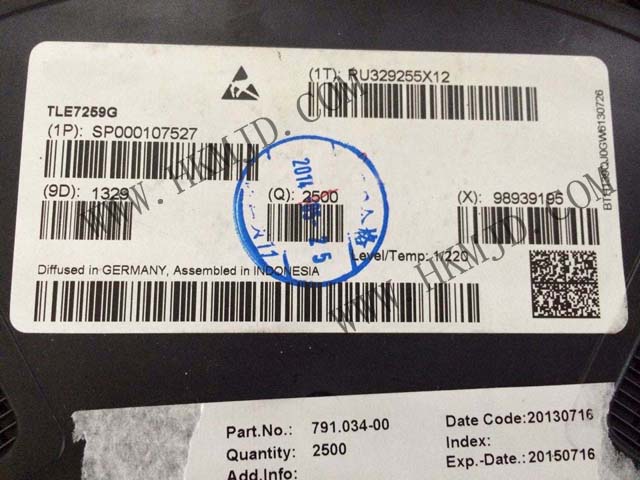 (1T): RU329255X12
TLE7259G
(1P): SP000107527
(9D): 1329
(Q): 2500
(X): 98939195
2014
25
Level/Temp: 1/220
Diffused in GERMANY, Assembled in INDONESIA
WWW.HKMJD.COM
WWW.HKMJD.COM
Part.No.: 791.034-00
Quantity: 2500
Add.Info:
Date Code:20130716
Index:
Exp.-Date.: 20150716